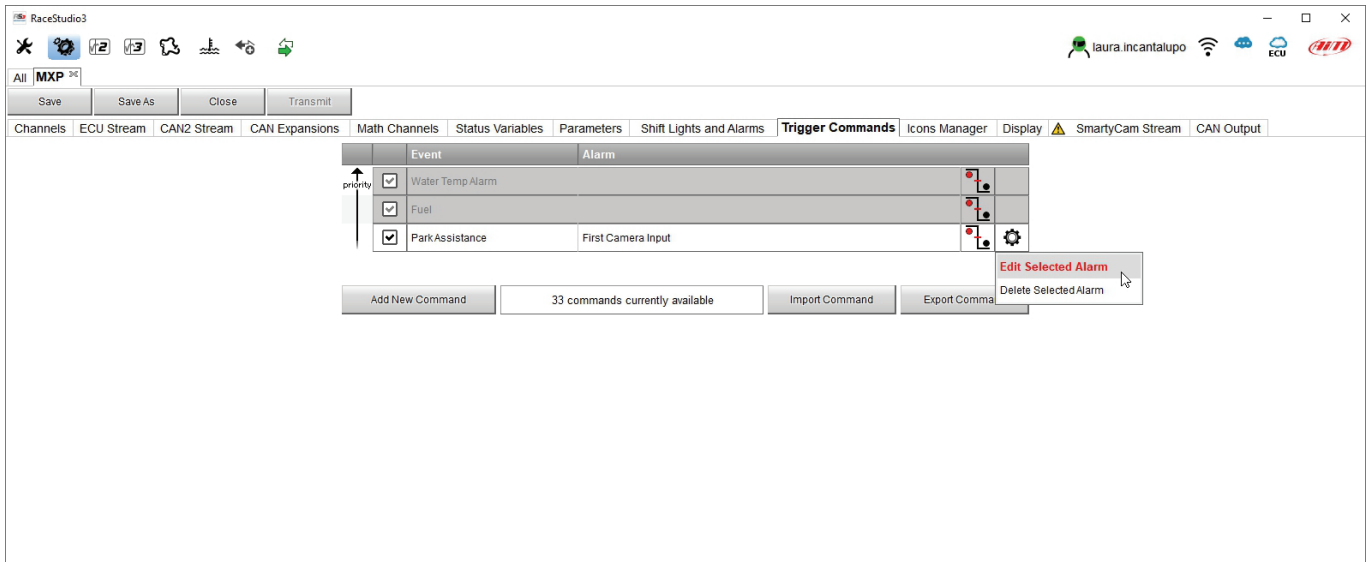 RaceStudio3
laura.incantalupo ECU AiM
All MXP
Save Save As Close Transmit
Channels ECU Stream CAN2 Stream CAN Expansions Math Channels Status Variables Parameters Shift Lights and Alarms Trigger Commands Icons Manager Display SmartyCam Stream CAN Output
Event Alarm
priority Water Temp Alarm
Fuel
Park Assistance First Camera Input
Edit Selected Alarm
Delete Selected Alarm
Add New Command 33 commands currently available Import Command Export Comma